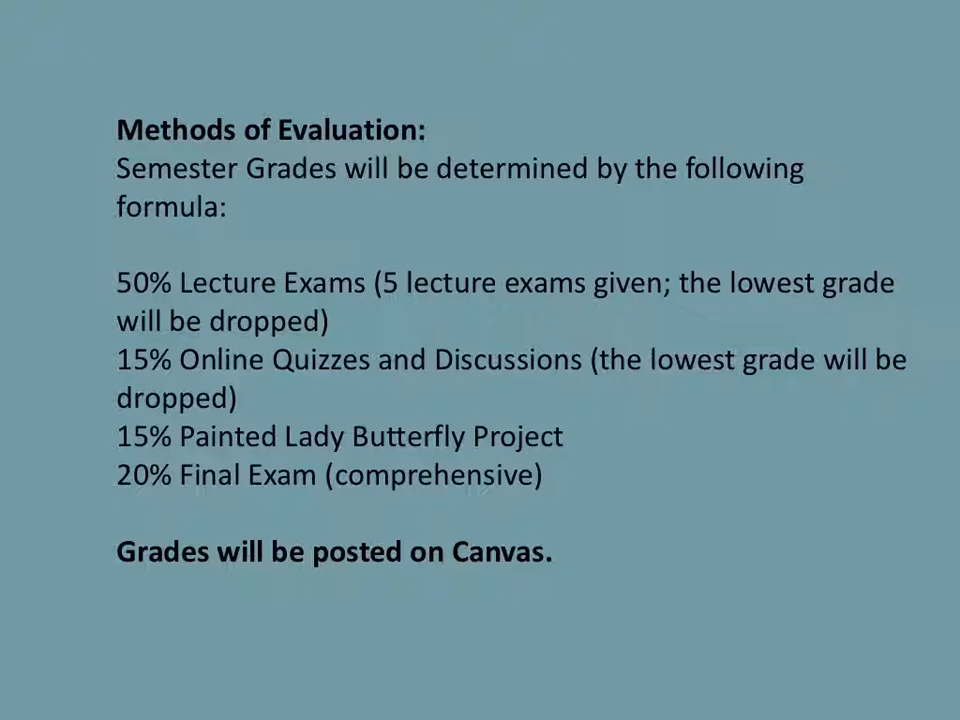 Methods of Evaluation:
Semester Grades will be determined by the following
formula:
50% Lecture Exams (5 lecture exams given; the lowest grade
will be dropped)
15% Online Quizzes and Discussions (the lowest grade will be
dropped)
15% Painted Lady Butterfly Project
20% Final Exam (comprehensive)
Grades will be posted on Canvas.